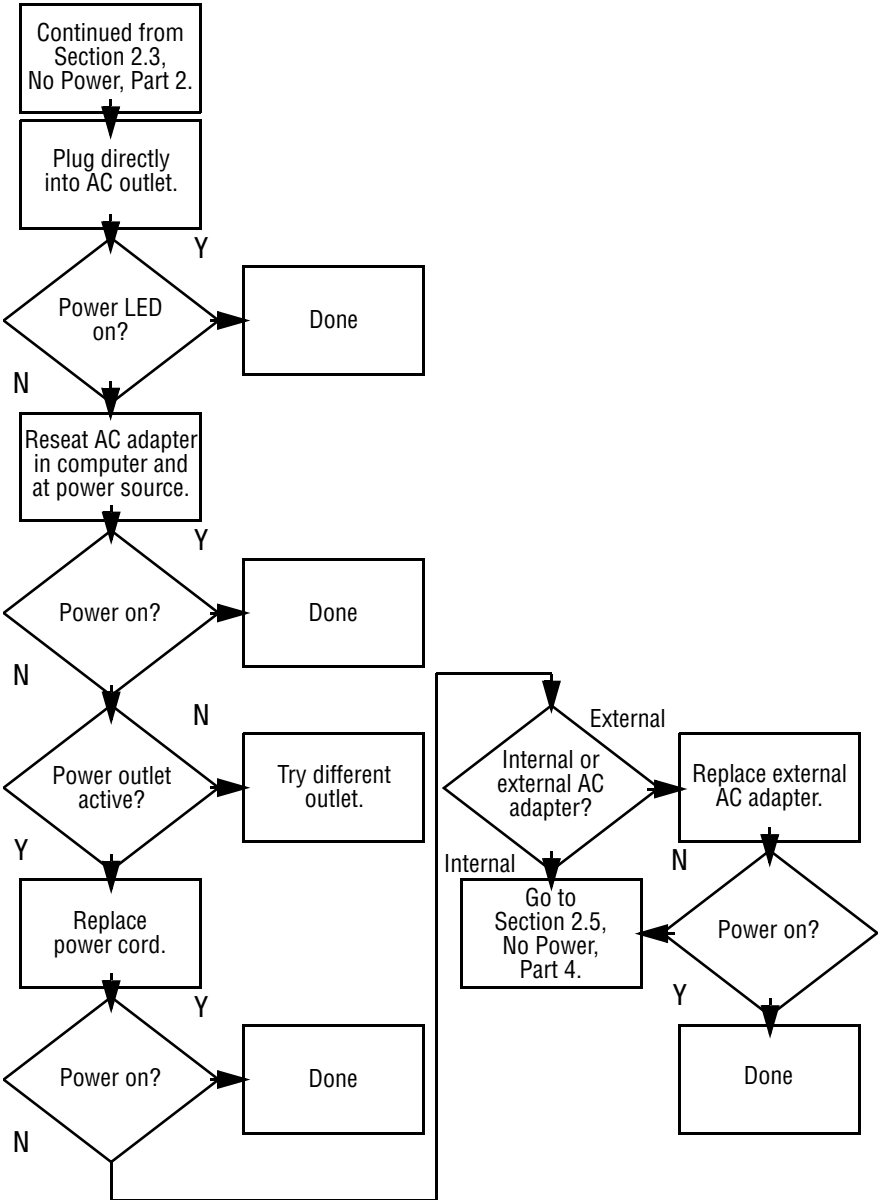 Continued from
Section 2.3,
No Power, Part 2.
Plug directly
into AC outlet.
Y
Power LED
on?
Done
N
Reseat AC adapter
in computer and
at power source.
Y
Power on?
Done
N
N
Power outlet
active?
Try different
outlet.
Y
Replace
power cord.
Y
Power on?
Done
N
External
Internal or
external AC
adapter?
Replace external
AC adapter.
Internal
N
Go to
Section 2.5,
No Power,
Part 4.
Power on?
Y
Done